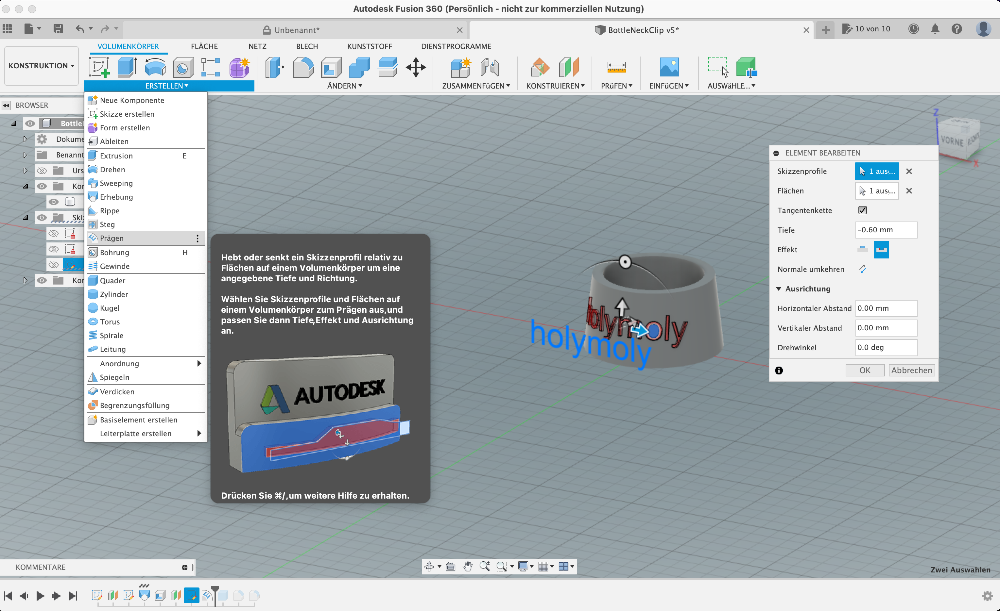 Autodesk Fusion 360 (Persönlich - nicht zur kommerziellen Nutzung)
Unbenannt*
BottleNeckClip v5*
10 von 10
VOLUMENKÖRPER
FLÄCHE
NETZ
BLECH
KUNSTSTOFF
DIENSTPROGRAMME
KONSTRUKTION
ERSTELLEN
ÄNDERN
ZUSAMMENFüGEN
KONSTRUIEREN
PRüFEN
EINFüGEN
AUSWäHLE...
BROWSER
Bottle
Dokume
Benannt
Urs
Kör
Ski
Kor
Neue Komponente
Skizze erstellen
Form erstellen
Ableiten
Extrusion E
Drehen
Sweeping
Erhebung
Rippe
Steg
Prägen
Bohrung H
Gewinde
Quader
Zylinder
Kugel
Torus
Spirale
Leitung
Anordnung
Spiegeln
Verdicken
Begrenzungsfüllung
Basiselement erstellen
Leiterplatte erstellen
Hebt oder senkt ein Skizzenprofil relativ zu
Flächen auf einem Volumenkörper um eine
angegebene Tiefe und Richtung.
Wählen Sie Skizzenprofile und Flächen auf
einem Volumenkörper zum Prägen aus,und
passen Sie dann Tiefe,Effekt und Ausrichtung
an.
AUTODESK
Drücken Sie ⌘/,um weitere Hilfe zu erhalten.
holymoly
Z
VORNE
X
ELEMENT BEARBEITEN
Skizzenprofile 1 aus...
Flächen 1 aus...
Tangentenkette
Tiefe -0.60 mm
Effekt
Normale umkehren
Ausrichtung
Horizontaler Abstand 0.00 mm
Vertikaler Abstand 0.00 mm
Drehwinkel 0.0 deg
OK Abbrechen
KOMMENTARE
Zwei Auswahlen